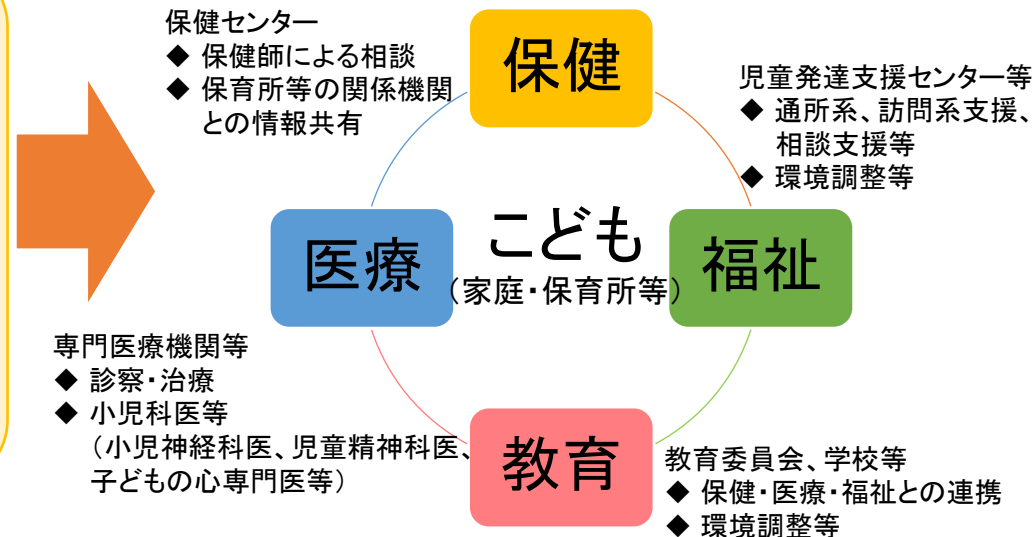 保健センター
◆ 保健師による相談
◆ 保育所等の関係機関
との情報共有
保健
児童発達支援センター等
◆ 通所系、訪問系支援、
相談支援等
◆ 環境調整等
医療
こども
（家庭・保育所等）
福祉
専門医療機関等
◆ 診察・治療
◆ 小児科医等
（小児神経科医、児童精神科医、
子どもの心専門医等）
教育
教育委員会、学校等
◆ 保健・医療・福祉との連携
◆ 環境調整等